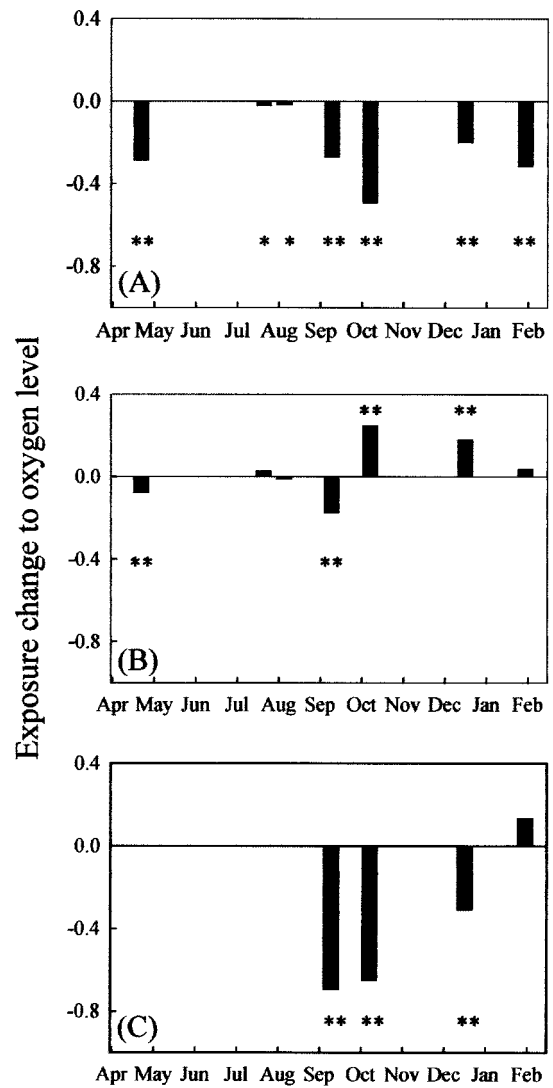 Exposure change to oxygen level
0.4
0.0
-0.4
-0.8
** * * ** ** ** **
(A)
Apr May Jun Jul Aug Sep Oct Nov Dec Jan Feb
0.4
** **
0.0
-0.4
** **
-0.8
(B)
Apr May Jun Jul Aug Sep Oct Nov Dec Jan Feb
0.4
0.0
-0.4
-0.8
** ** **
(C)
Apr May Jun Jul Aug Sep Oct Nov Dec Jan Feb